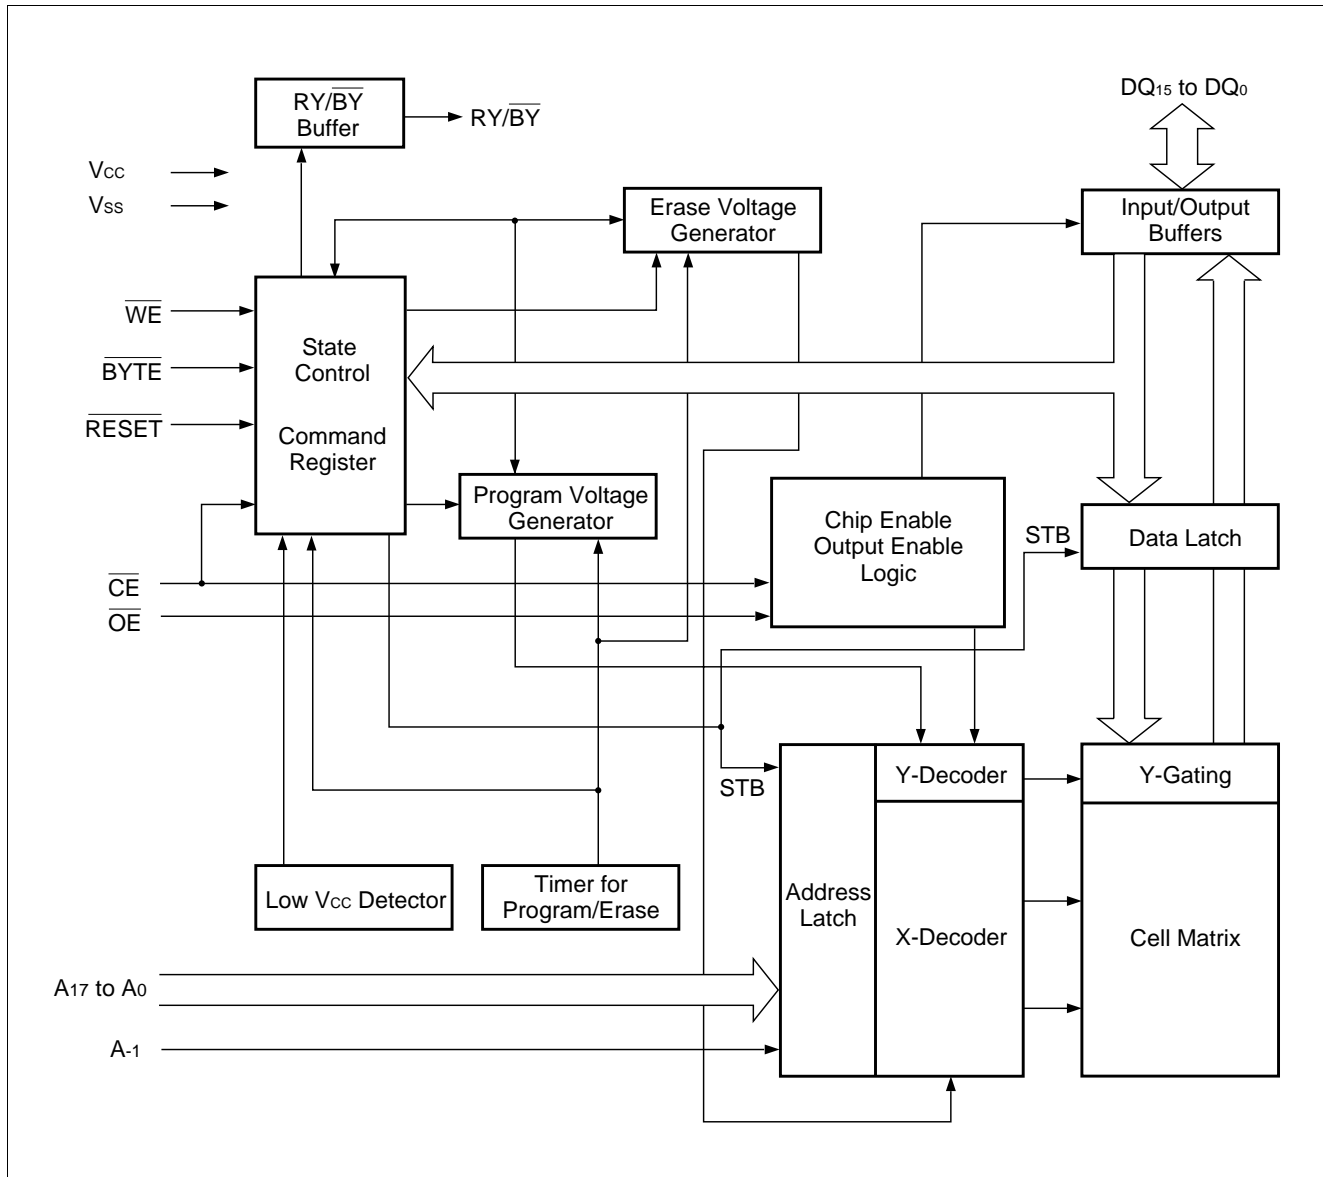 RY/BY
Buffer
RY/BY
DQ15 to DQ0
VCC
VSS
Erase Voltage
Generator
Input/Output
Buffers
WE
BYTE
RESET
State
Control
Command
Register
Program Voltage
Generator
Chip Enable
Output Enable
Logic
STB
Data Latch
CE
OE
STB
Y-Decoder
Y-Gating
Low VCC Detector
Timer for
Program/Erase
Address
Latch
X-Decoder
Cell Matrix
A17 to A0
A-1